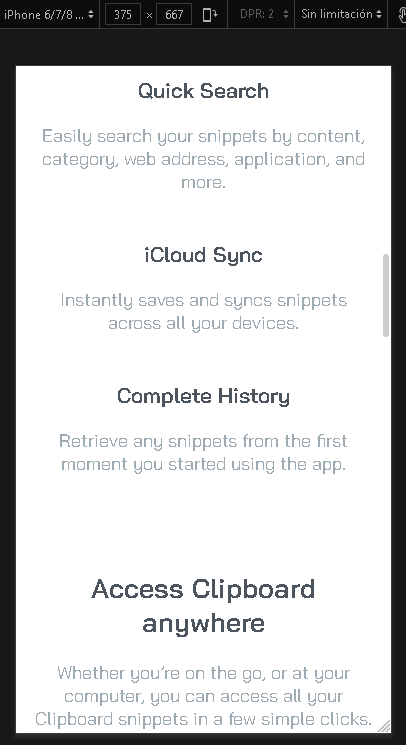 iPhone 6/7/8 ... 375 × 667 DPR: 2 Sin limitación
Quick Search
Easily search your snippets by content,
category, web address, application, and
more.
iCloud Sync
Instantly saves and syncs snippets
across all your devices.
Complete History
Retrieve any snippets from the first
moment you started using the app.
Access Clipboard
anywhere
Whether you’re on the go, or at your
computer, you can access all your
Clipboard snippets in a few simple clicks.